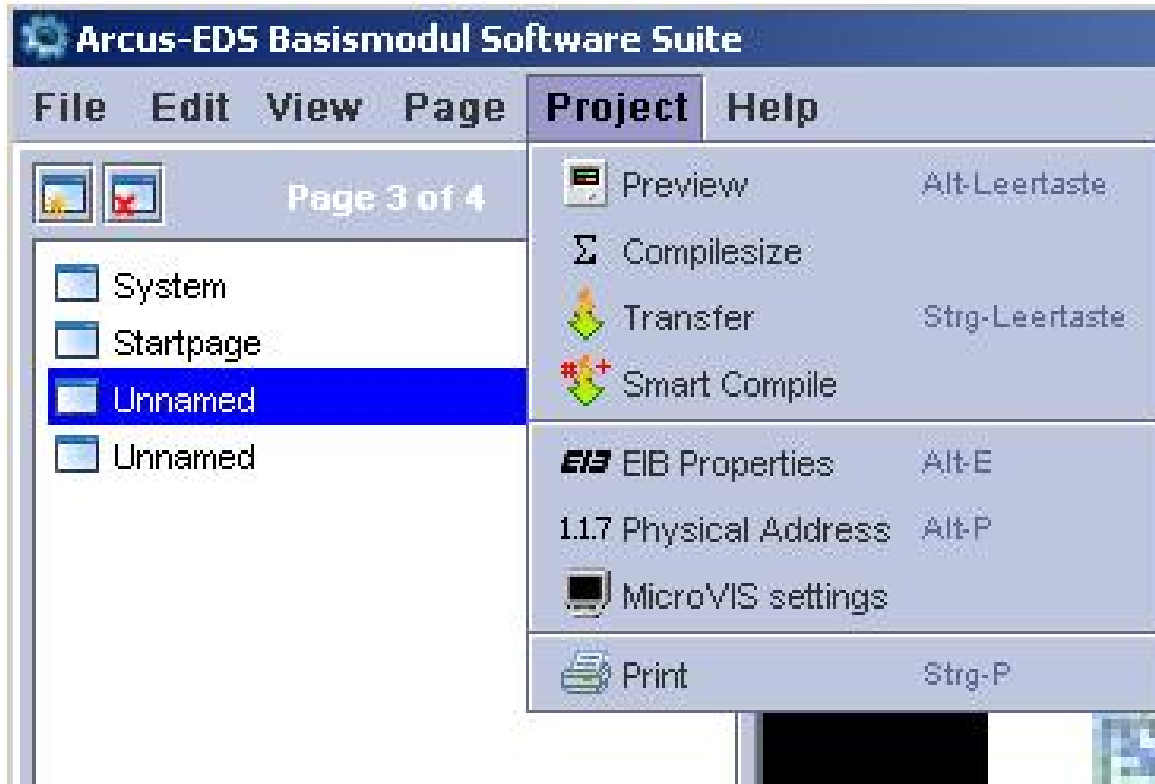 Arcus-EDS Basismodul Software Suite
File Edit View Page Project Help
Page 3 of 4
System
Startpage
Unnamed
Unnamed
Preview Alt-Leertaste
Σ Compilesize
Transfer Strg-Leertaste
#+ Smart Compile
EIB EIB Properties Alt-E
1.1.7 Physical Address Alt-P
MicroVIS settings
Print Strg-P